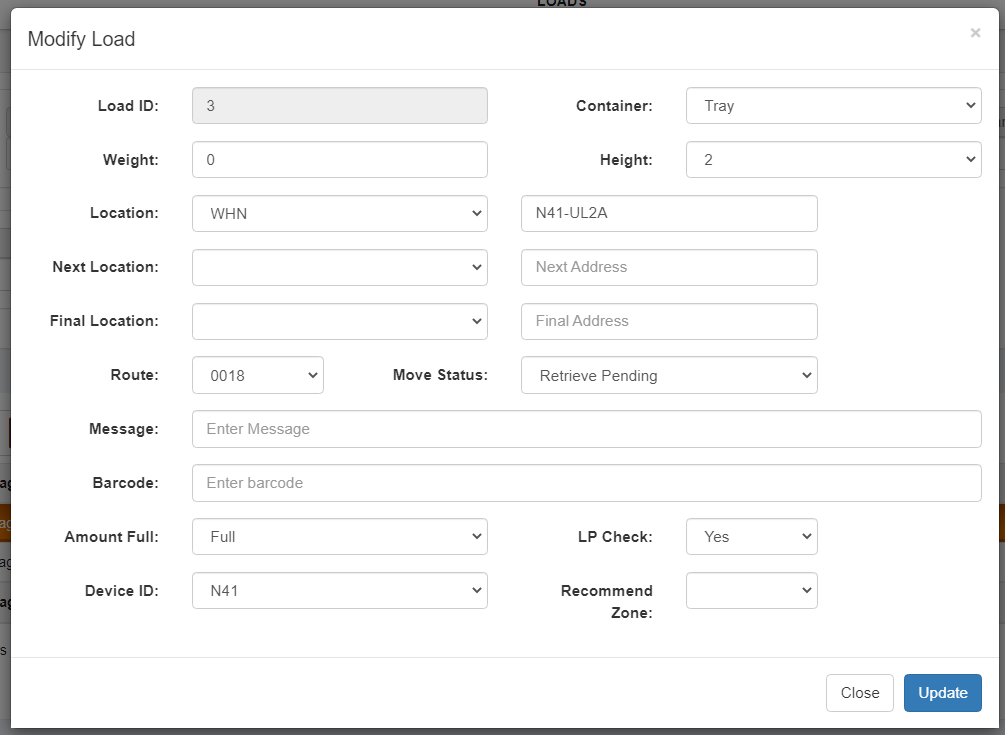 LOADS
Modify Load ×
Load ID: 3 Container: Tray
Weight: 0 Height: 2
Location: WHN N41-UL2A
Next Location: Next Address
Final Location: Final Address
Route: 0018 Move Status: Retrieve Pending
Message: Enter Message
Barcode: Enter barcode
Amount Full: Full LP Check: Yes
Device ID: N41 Recommend
Zone:
Close Update